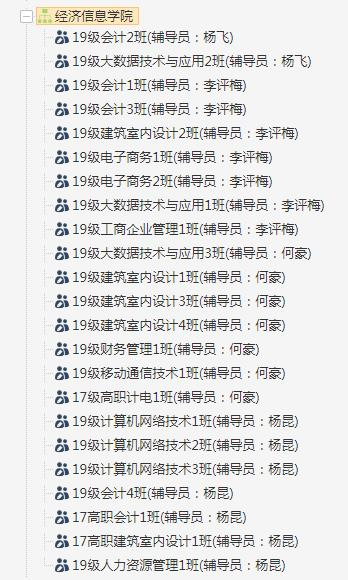 经济信息学院
19级会计2班(辅导员：杨飞)
19级大数据技术与应用2班(辅导员：杨飞)
19级会计1班(辅导员：李评梅)
19级会计3班(辅导员：李评梅)
19级建筑室内设计2班(辅导员：李评梅)
19级电子商务1班(辅导员：李评梅)
19级电子商务2班(辅导员：李评梅)
19级大数据技术与应用1班(辅导员：李评梅)
19级工商企业管理1班(辅导员：李评梅)
19级大数据技术与应用3班(辅导员：何豪)
19级建筑室内设计1班(辅导员：何豪)
19级建筑室内设计3班(辅导员：何豪)
19级建筑室内设计4班(辅导员：何豪)
19级财务管理1班(辅导员：何豪)
19级移动通信技术1班(辅导员：何豪)
17级高职计电1班(辅导员：何豪)
19级计算机网络技术1班(辅导员：杨昆)
19级计算机网络技术2班(辅导员：杨昆)
19级计算机网络技术3班(辅导员：杨昆)
19级会计4班(辅导员：杨昆)
17高职会计1班(辅导员：杨昆)
17高职建筑室内设计1班(辅导员：杨昆)
19级人力资源管理1班(辅导员：杨昆)